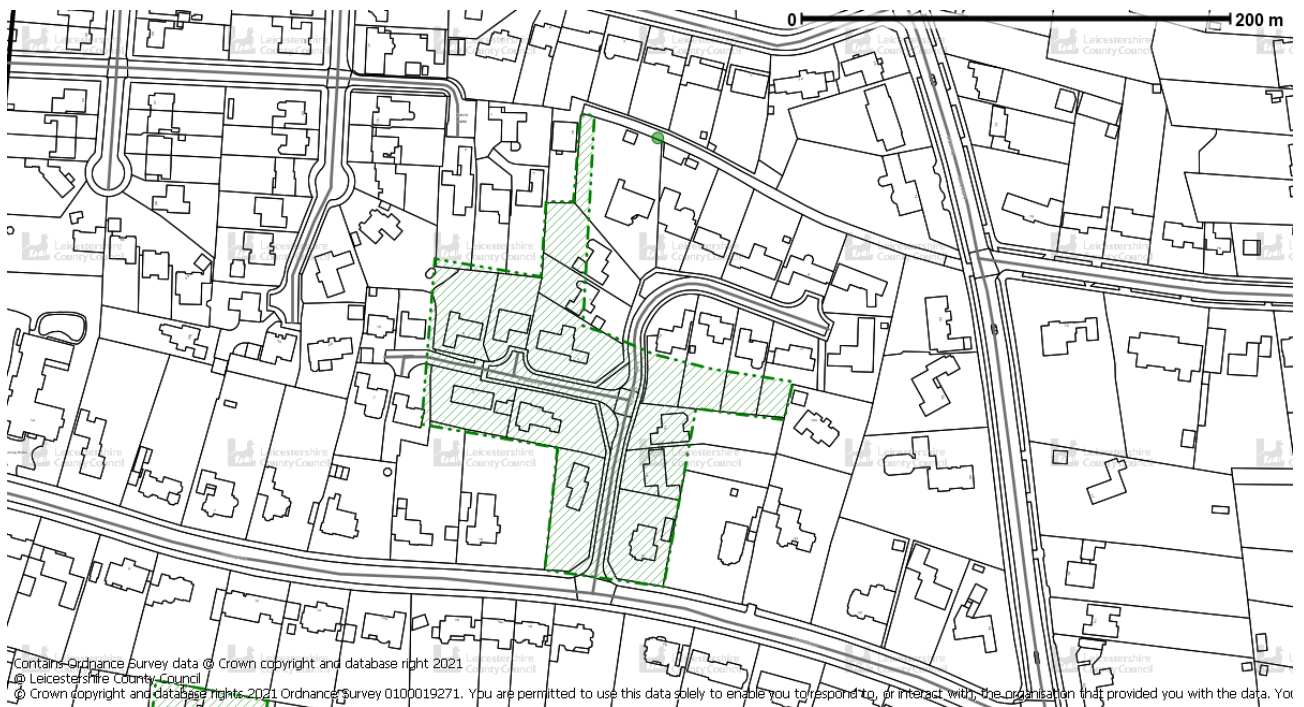 0 200 m
Leicestershire
County Council
Contains Ordnance Survey data @ Crown copyright and database right 2021
@ Leicestershire County Council
@ Crown copyright and database rights 2021 Ordnance Survey 0100019271. You are permitted to use this data solely to enable you to respond to, or interact with, the organisation that provided you with the data. You